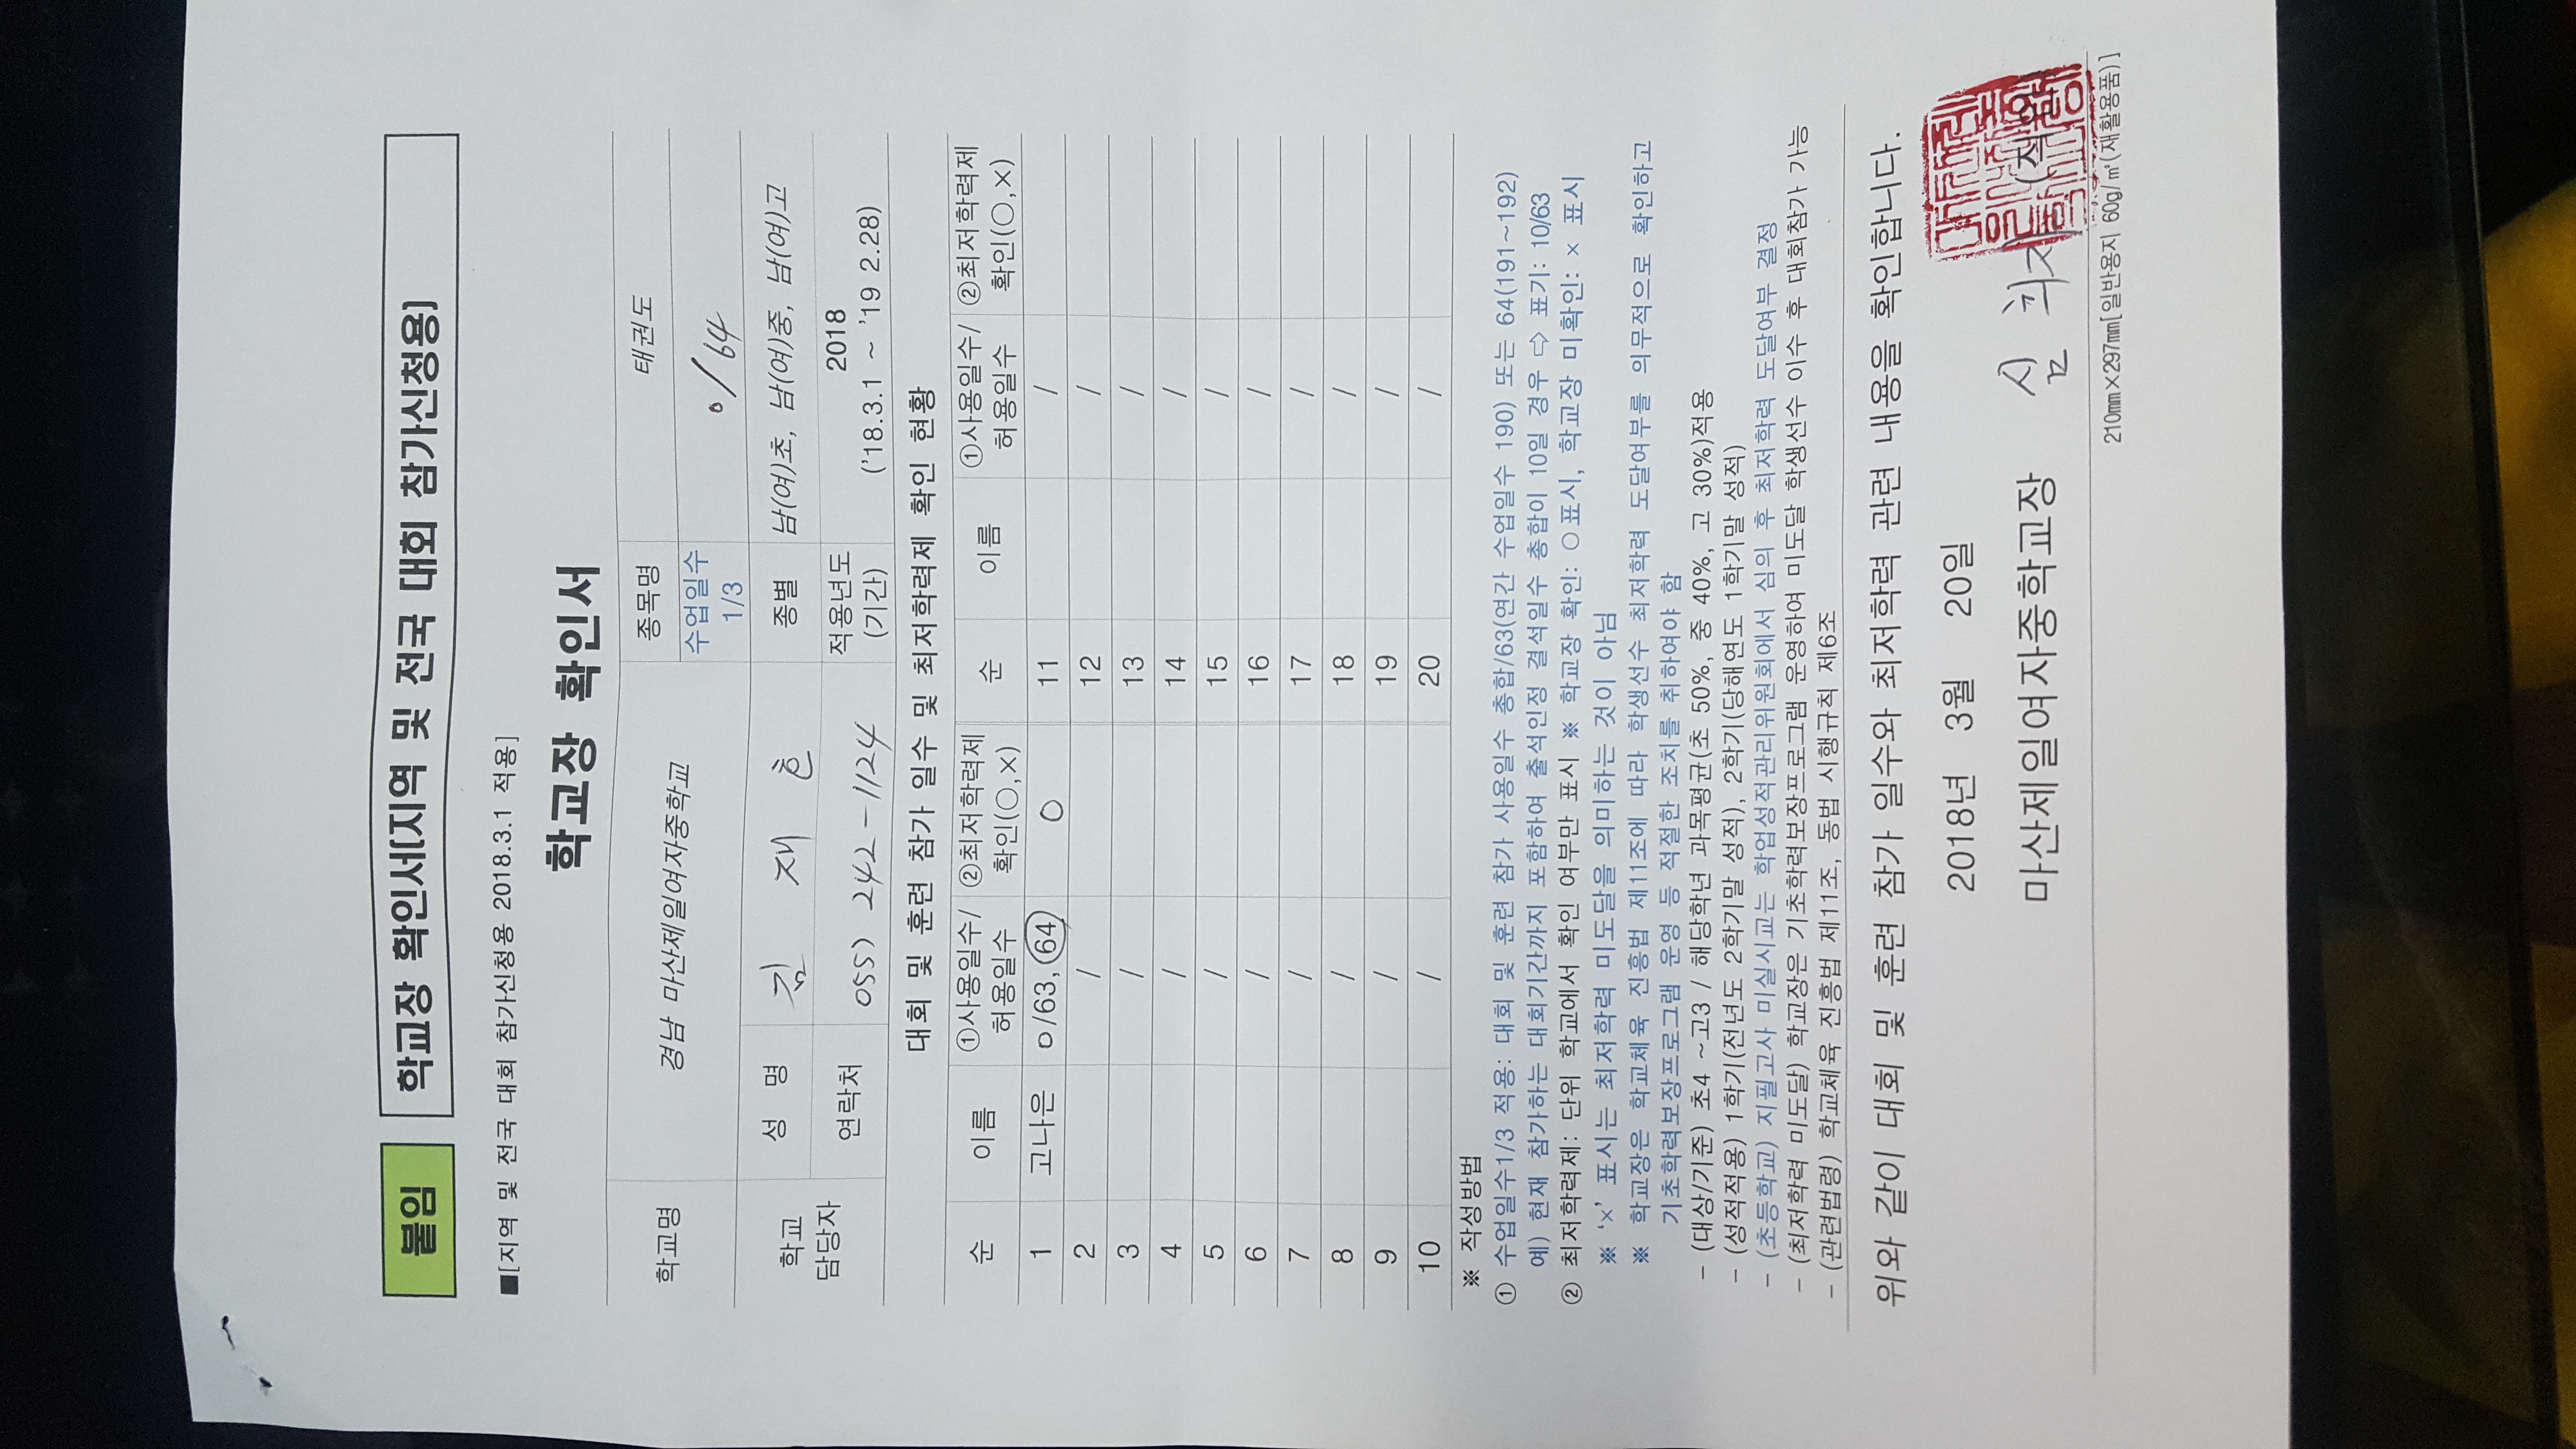 붙임 학교장 확인서(지역 및 전국 대회 참가신청용)
■[지역 및 전국 대회 참가신청용 2018.3.1 적용]
학교장 확인서
학교명 경남 마산제일여자중학교 종목명 태권도
수업일수 1/3 0/64
학교 담당자 성 명 김 재 호 종별 남(여)초, 남(여)중, 남(여)고
연락처 055) 242-1124 적용년도 (기간) 2018 ('18.3.1 ~ '19 2.28)
대회 및 훈련 참가 일수 및 최저학력제 확인 현황
순 이름 ①사용일수/허용일수 ②최저학력제 확인(○,×) 순 이름 ①사용일수/허용일수 ②최저학력제 확인(○,×)
1 고나은 0/63, 64 ○ 11 /
2 / 12 /
3 / 13 /
4 / 14 /
5 / 15 /
6 / 16 /
7 / 17 /
8 / 18 /
9 / 19 /
10 / 20 /
※ 작성방법
① 수업일수1/3 적용: 대회 및 훈련 참가 사용일수 총합/63(연간 수업일수 190) 또는 64(191~192)
예) 현재 참가하는 대회기간까지 포함하여 출석인정 결석일수 총합이 10일 경우 ⇨ 표기: 10/63
② 최저학력제: 단위 학교에서 확인 여부만 표시 ※ 학교장 확인: ○표시, 학교장 미확인: × 표시
※ '×' 표시는 최저학력 미도달을 의미하는 것이 아님
※ 학교장은 학교체육 진흥법 제11조에 따라 학생선수 최저학력 도달여부를 의무적으로 확인하고
기초학력보장프로그램 운영 등 적절한 조치를 취하여야 함
- (대상/기준) 초4 ~고3 / 해당학년 과목평균(초 50%, 중 40%, 고 30%)적용
- (성적적용) 1학기(전년도 2학기말 성적), 2학기(당해연도 1학기말 성적)
- (초등학교) 지필고사 미실시교는 학업성적관리위원회에서 심의 후 최저학력 도달여부 결정
- (최저학력 미도달) 학교장은 기초학력보장프로그램 운영하여 미도달 학생선수 이수 후 대회참가 가능
- (관련법령) 학교체육 진흥법 제11조, 동법 시행규칙 제6조
위와 같이 대회 및 훈련 참가 일수와 최저학력 관련 내용을 확인합니다.
2018년 3월 20일
마산제일여자중학교장 심 (직인)
210㎜×297㎜[일반용지 60g/㎡(재활용품)]